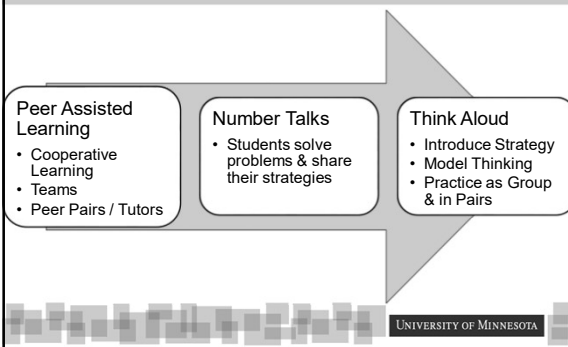 Peer Assisted
Learning
• Cooperative
Learning
• Teams
• Peer Pairs / Tutors
Number Talks
• Students solve
problems & share
their strategies
Think Aloud
• Introduce Strategy
• Model Thinking
• Practice as Group
& in Pairs
UNIVERSITY OF MINNESOTA